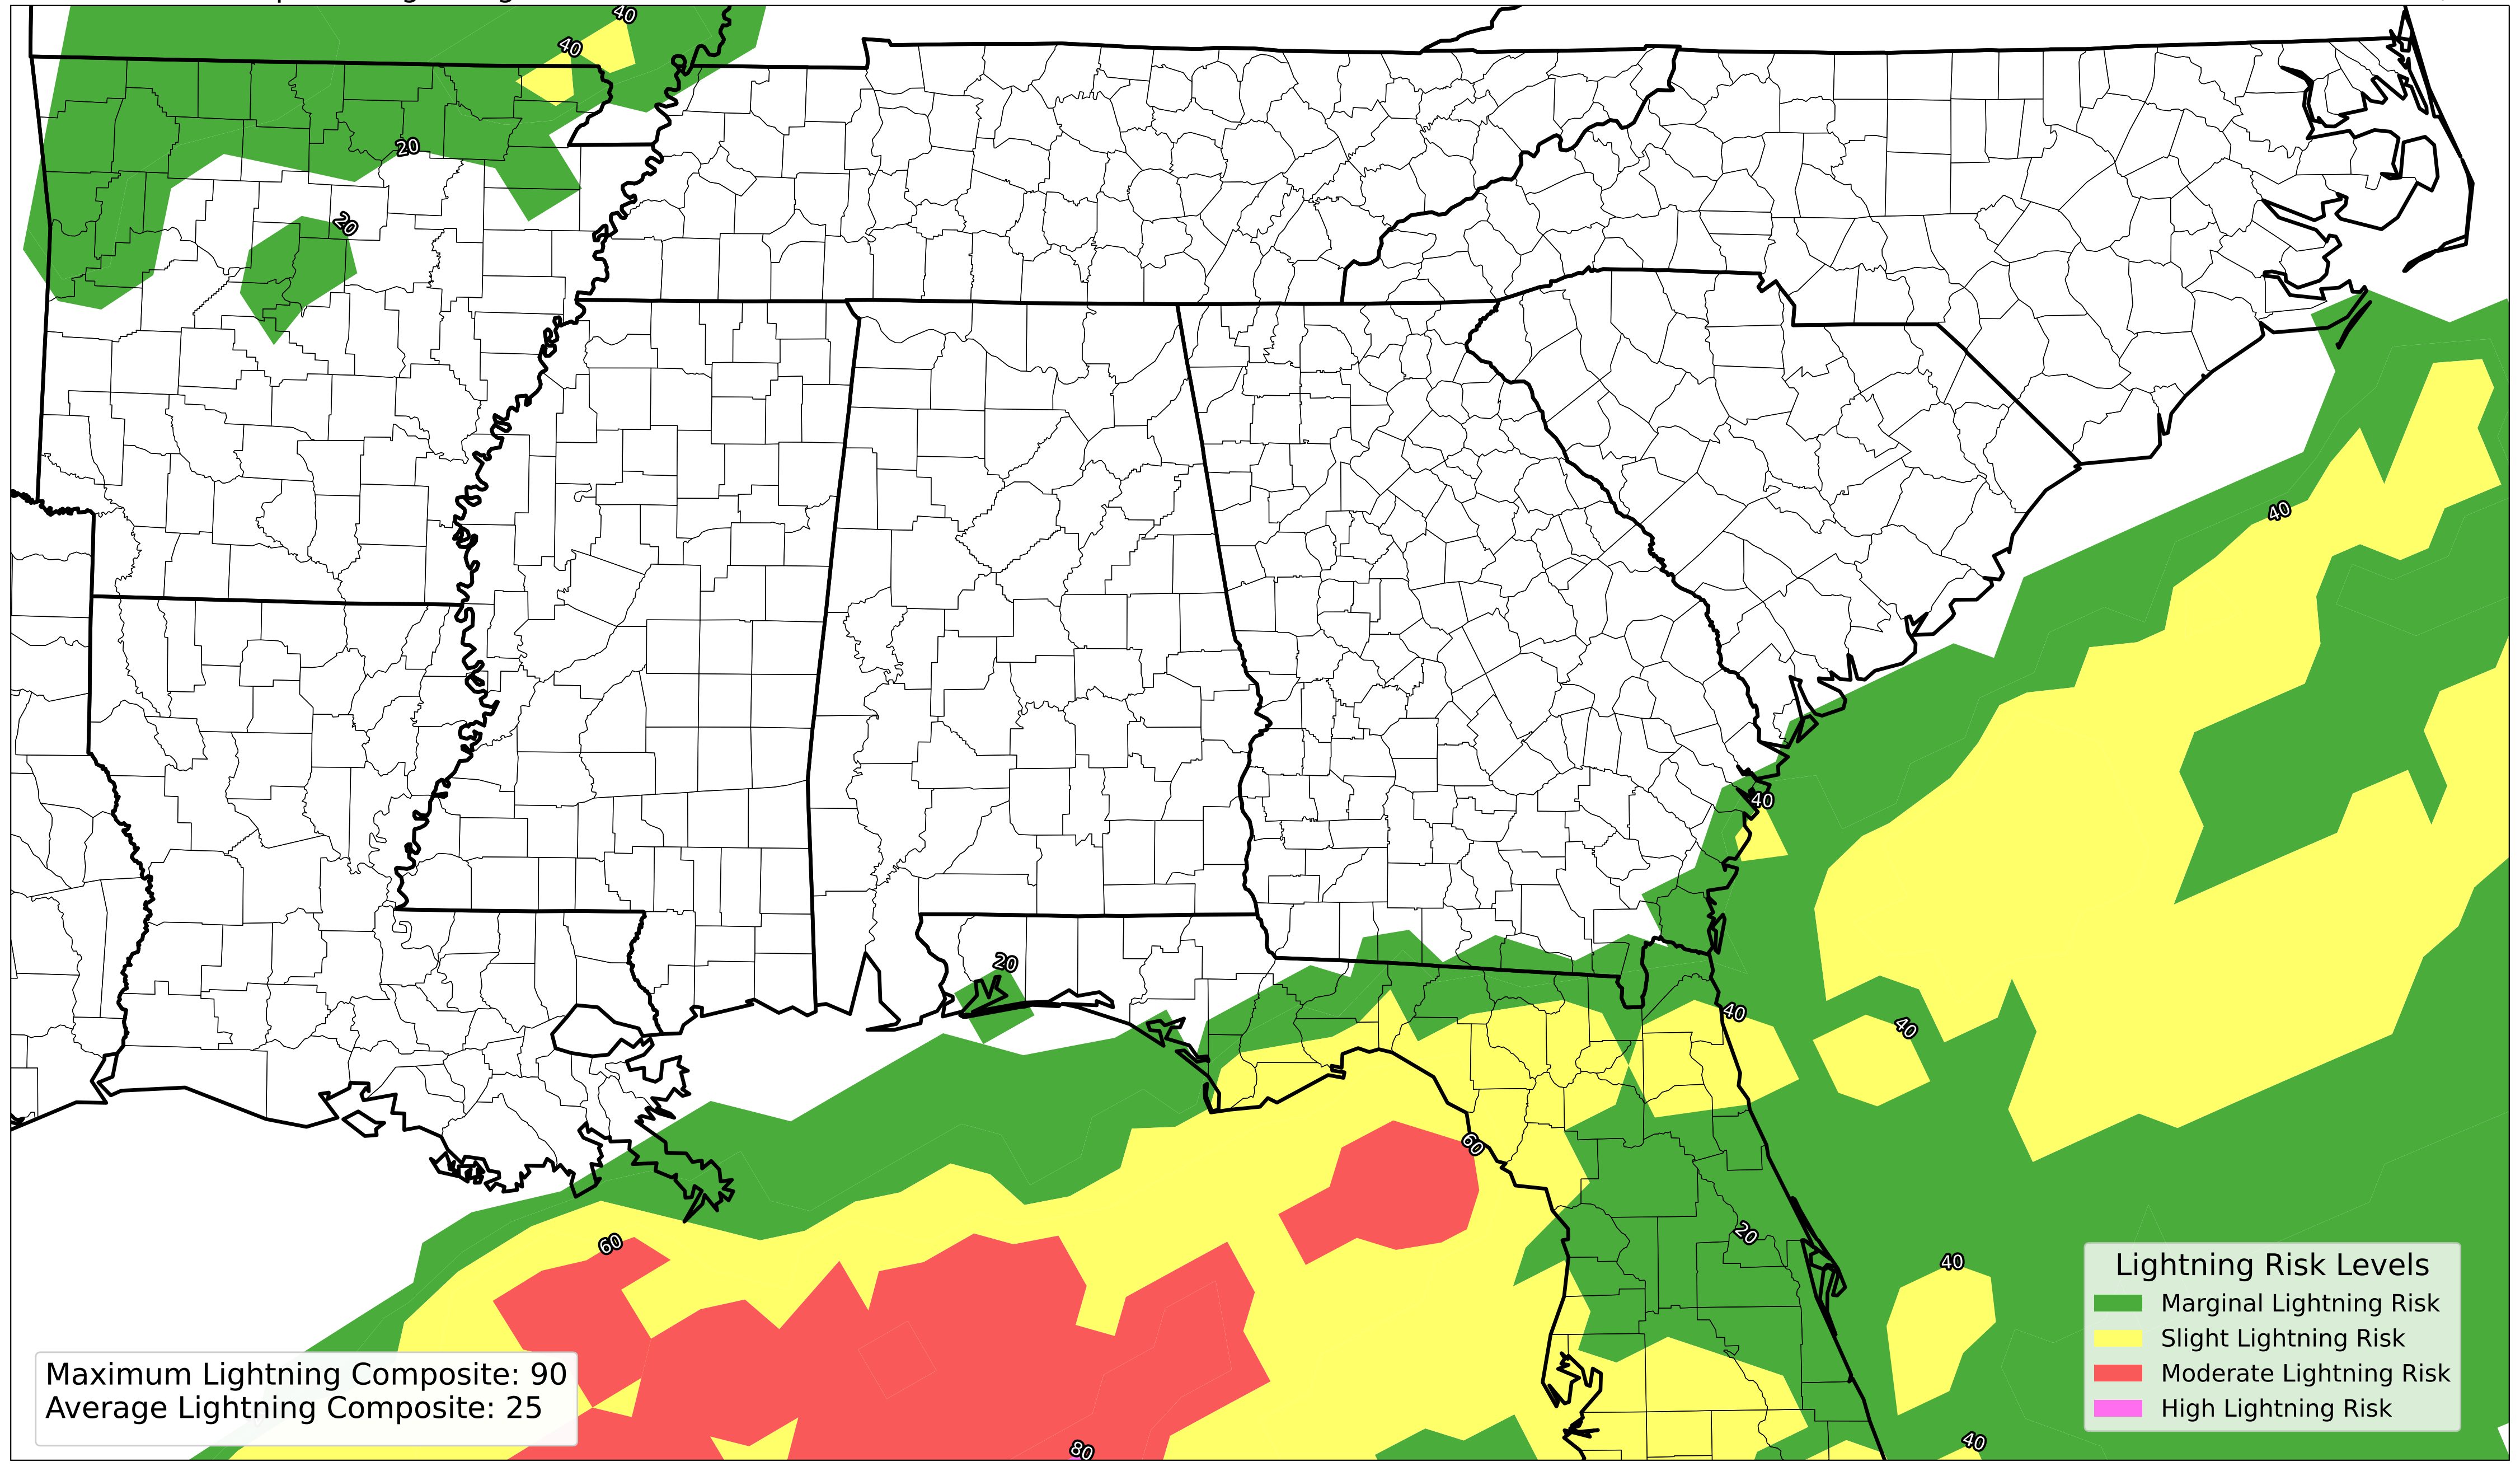 40
40
20
20
40
40
20
40
40
60
20
60
40
Lightning Risk Levels
Marginal Lightning Risk
Slight Lightning Risk
Moderate Lightning Risk
High Lightning Risk
Maximum Lightning Composite: 90
Average Lightning Composite: 25
40
80